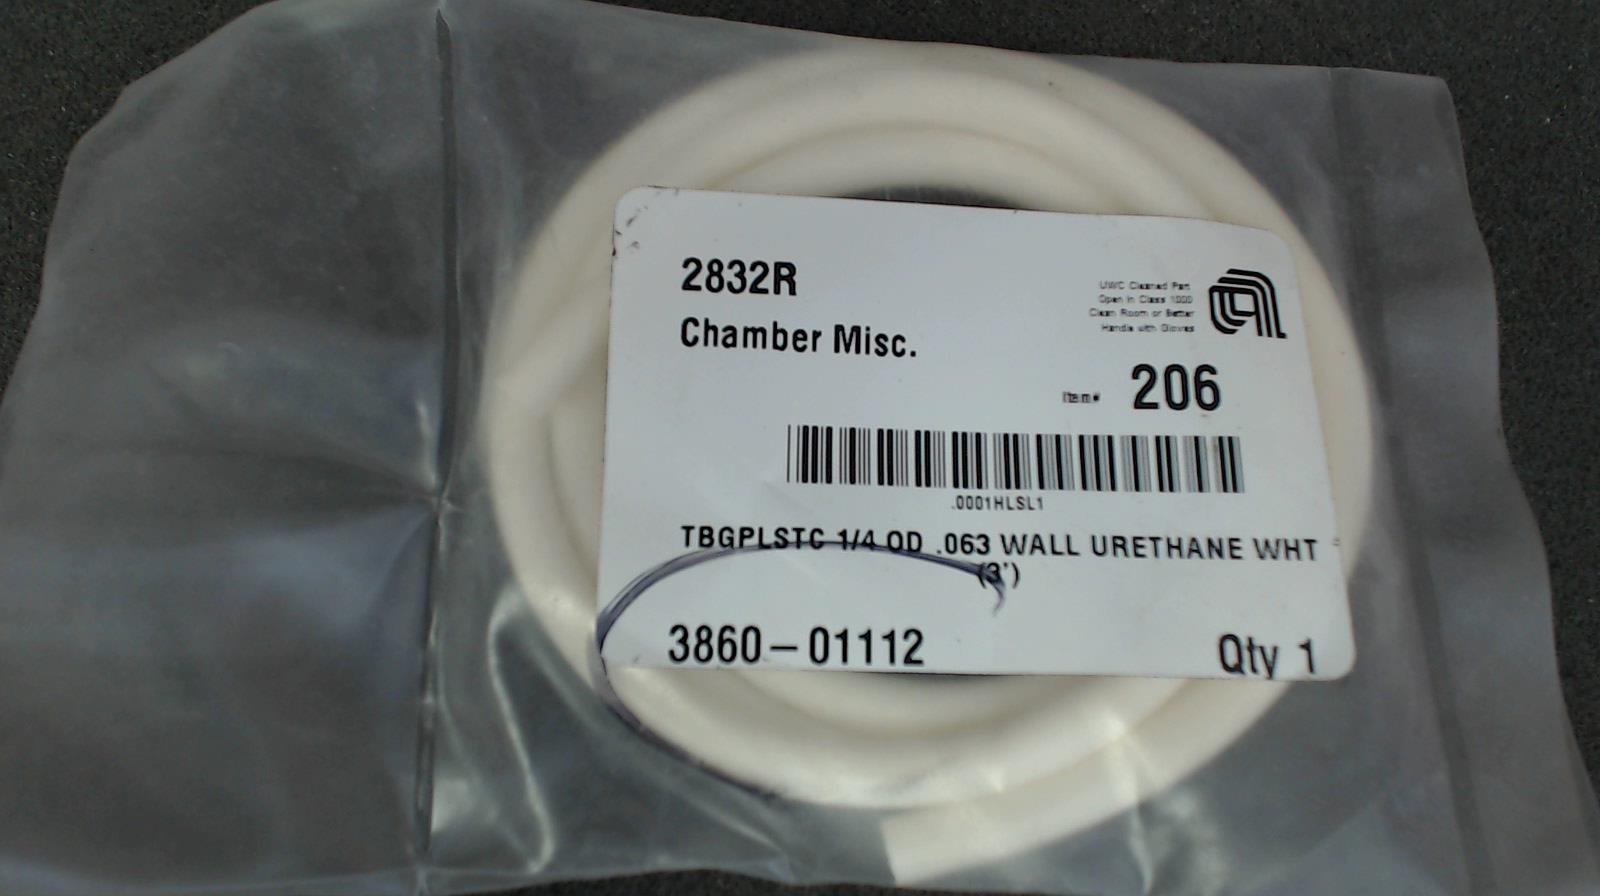 2832R
UWC Cleaned Part
Open in Class 1000
Clean Room or Better
Handle with Gloves
Chamber Misc.
Item# 206
.0001HLSL1
TBGPLSTC 1/4 OD .063 WALL URETHANE WHT
(3')
3860-01112 Qty 1